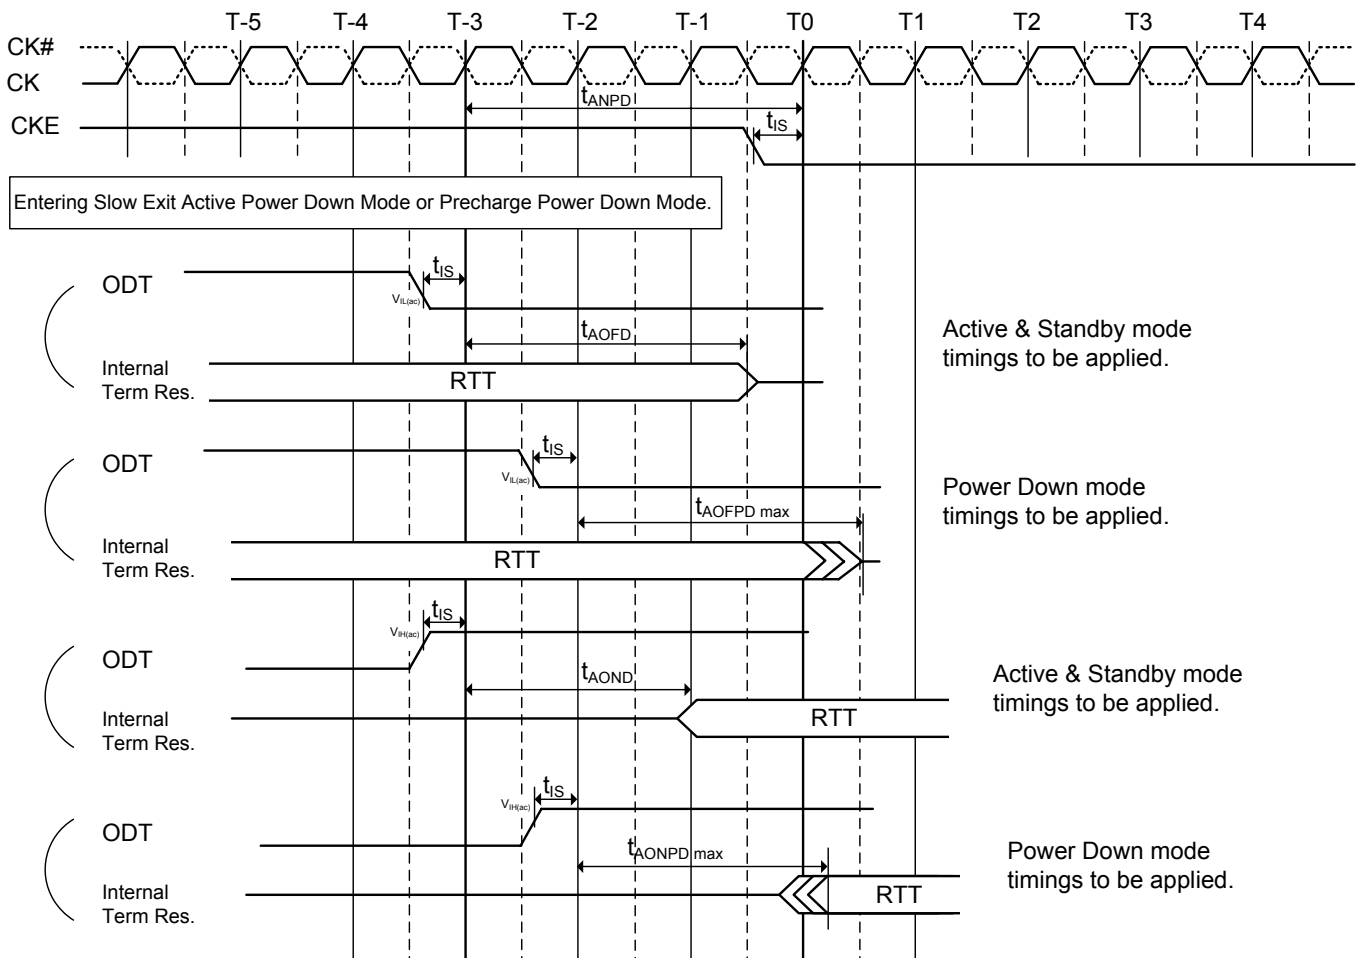 T-5 T-4 T-3 T-2 T-1 T0 T1 T2 T3 T4
CK#
CK
tANPD
CKE
tIS
Entering Slow Exit Active Power Down Mode or Precharge Power Down Mode.
ODT
tIS
VIL(ac)
tAOFD
Active & Standby mode
timings to be applied.
Internal
Term Res.
RTT
ODT
tIS
VIL(ac)
tAOFPD max
Power Down mode
timings to be applied.
Internal
Term Res.
RTT
tIS
VIH(ac)
ODT
tAOND
Active & Standby mode
timings to be applied.
Internal
Term Res.
RTT
tIS
VIH(ac)
ODT
tAONPD max
Power Down mode
timings to be applied.
Internal
Term Res.
RTT